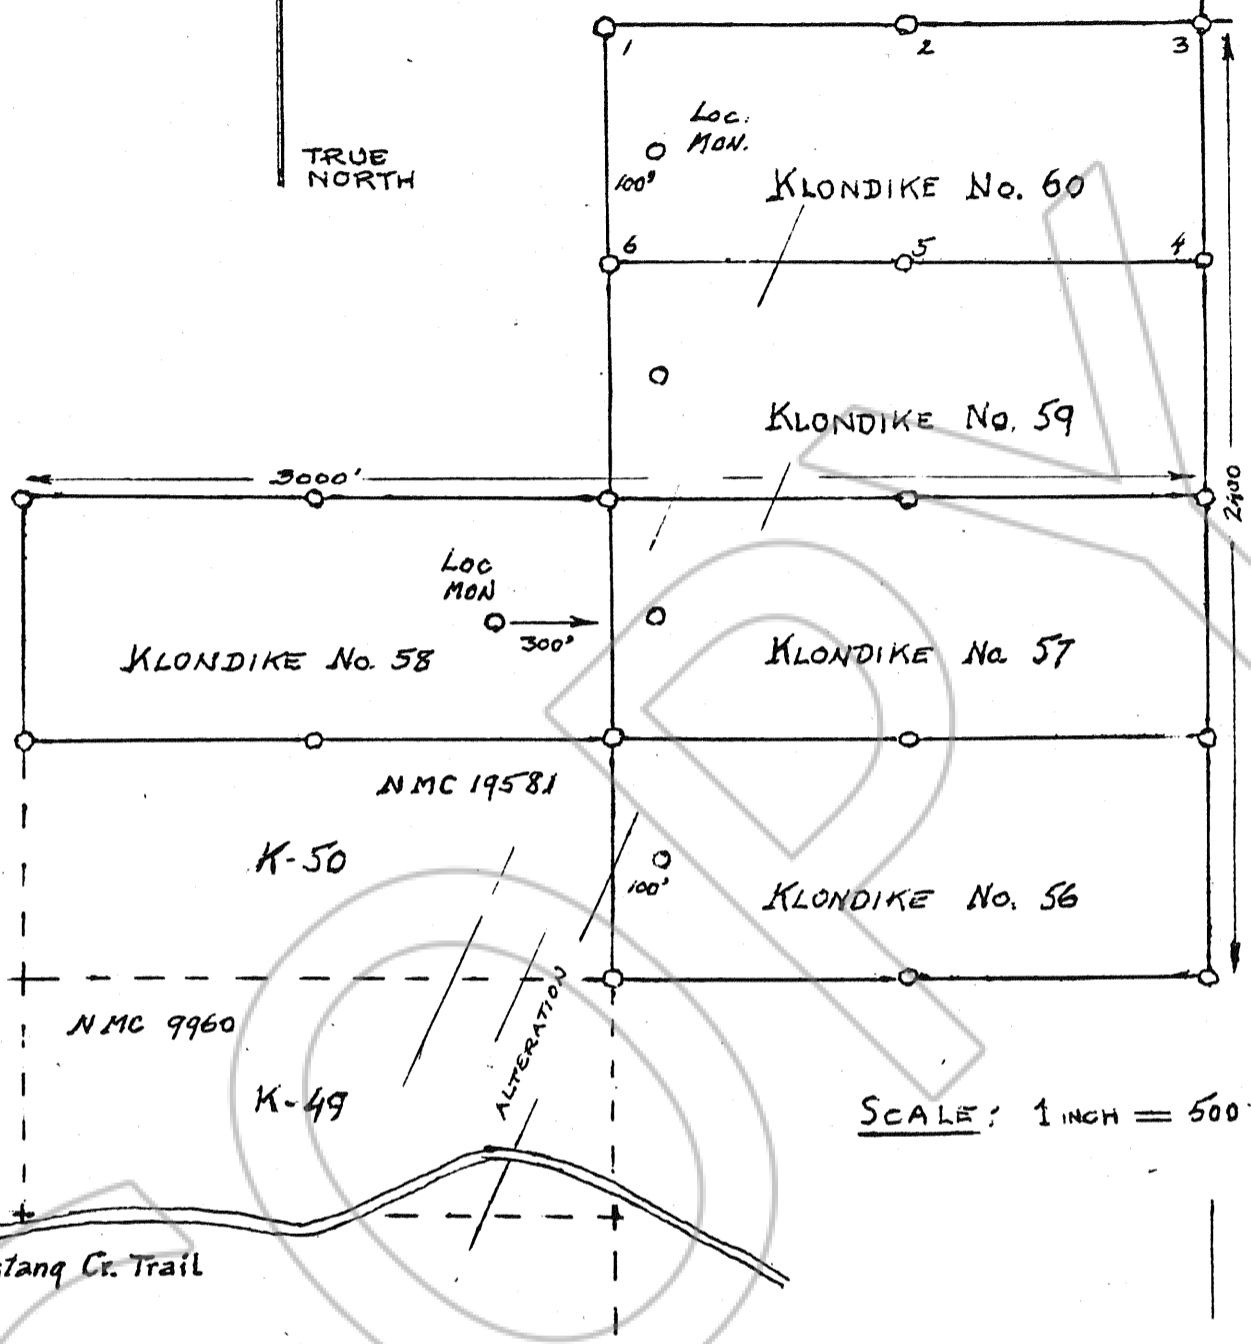 1
2
3
LOC.
MON.
TRUE
NORTH
100'
KLONDIKE No. 60
6
5
4
KLONDIKE No. 59
3000'
2400
LOC
MON
300'
KLONDIKE No. 58
KLONDIKE No 57
NMC 19581
K-50
100'
KLONDIKE No. 56
ALTERATION
NMC 9960
K-49
SCALE: 1 INCH = 500
stang Cr. Trail
COPY